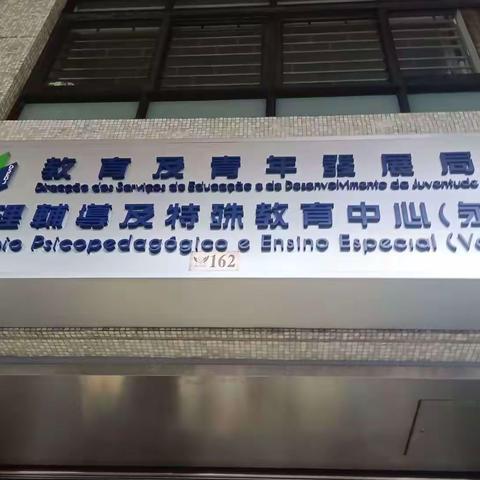 教育及青年發展局
Direcção dos Serviços de Educação e de Desenvolvimento da Juventude
理輔導及特殊教育中心(
Psicopedagógico e Ensino Especial (
162